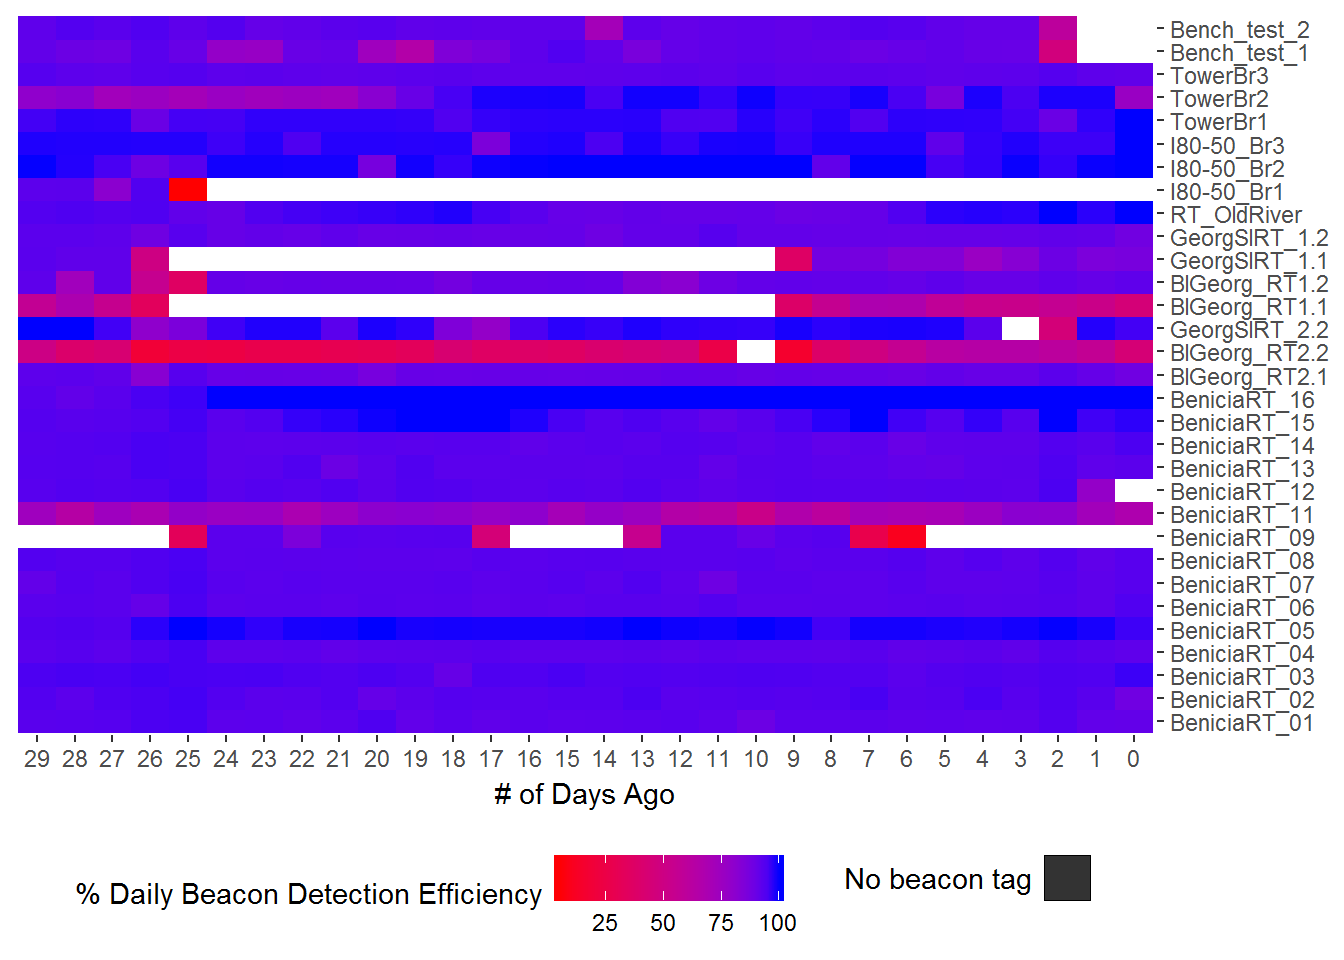 Bench_test_2
Bench_test_1
TowerBr3
TowerBr2
TowerBr1
I80-50_Br3
I80-50_Br2
I80-50_Br1
RT_OldRiver
GeorgSlRT_1.2
GeorgSlRT_1.1
BlGeorg_RT1.2
BlGeorg_RT1.1
GeorgSlRT_2.2
BlGeorg_RT2.2
BlGeorg_RT2.1
BeniciaRT_16
BeniciaRT_15
BeniciaRT_14
BeniciaRT_13
BeniciaRT_12
BeniciaRT_11
BeniciaRT_09
BeniciaRT_08
BeniciaRT_07
BeniciaRT_06
BeniciaRT_05
BeniciaRT_04
BeniciaRT_03
BeniciaRT_02
BeniciaRT_01
29 28 27 26 25 24 23 22 21 20 19 18 17 16 15 14 13 12 11 10 9 8 7 6 5 4 3 2 1 0
# of Days Ago
% Daily Beacon Detection Efficiency
25 50 75 100
No beacon tag